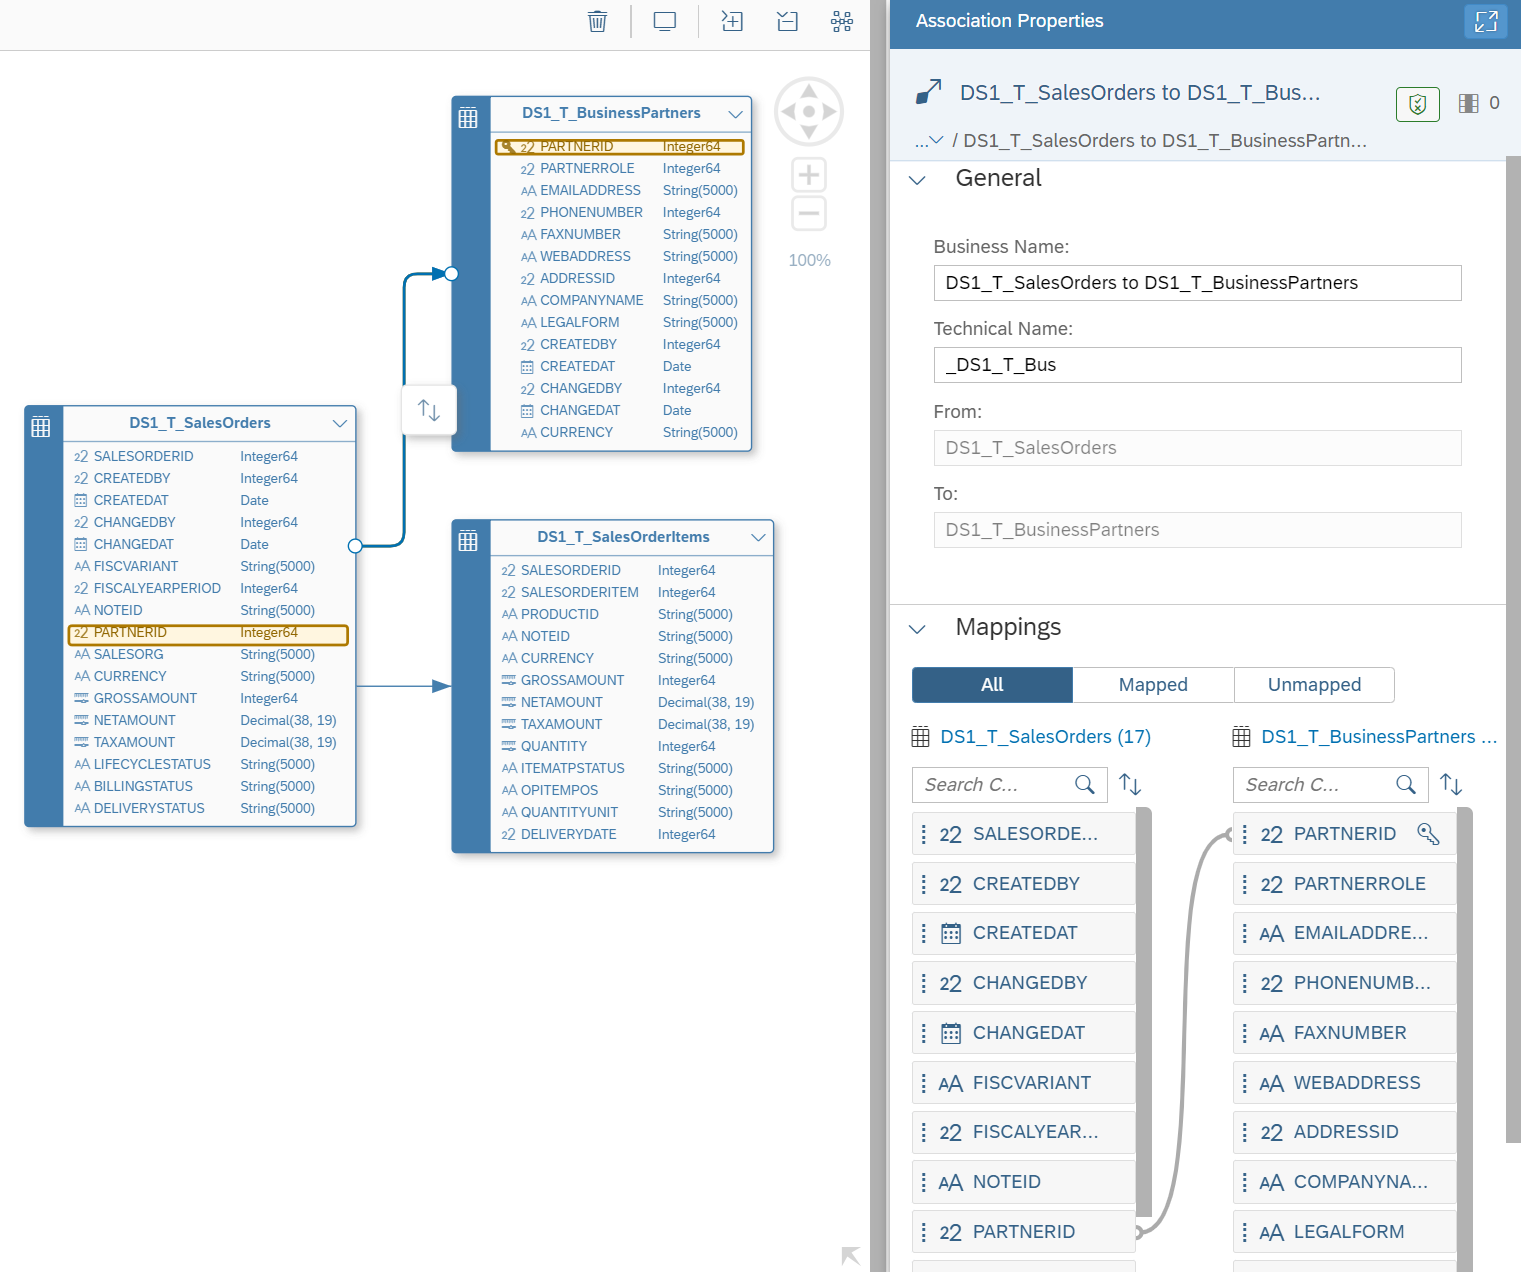 DS1_T_BusinessPartners
PARTNERID Integer64
PARTNERROLE Integer64
EMAILADDRESS String(5000)
PHONENUMBER Integer64
FAXNUMBER String(5000)
WEBADDRESS String(5000)
ADDRESSID Integer64
COMPANYNAME String(5000)
LEGALFORM String(5000)
CREATEDBY Integer64
CREATEDAT Date
CHANGEDBY Integer64
CHANGEDAT Date
CURRENCY String(5000)
100%
DS1_T_SalesOrders
SALESORDERID Integer64
CREATEDBY Integer64
CREATEDAT Date
CHANGEDBY Integer64
CHANGEDAT Date
FISCVARIANT String(5000)
FISCALYEARPERIOD Integer64
NOTEID String(5000)
PARTNERID Integer64
SALESORG String(5000)
CURRENCY String(5000)
GROSSAMOUNT Integer64
NETAMOUNT Decimal(38, 19)
TAXAMOUNT Decimal(38, 19)
LIFECYCLESTATUS String(5000)
BILLINGSTATUS String(5000)
DELIVERYSTATUS String(5000)
DS1_T_SalesOrderItems
SALESORDERID Integer64
SALESORDERITEM Integer64
PRODUCTID String(5000)
NOTEID String(5000)
CURRENCY String(5000)
GROSSAMOUNT Integer64
NETAMOUNT Decimal(38, 19)
TAXAMOUNT Decimal(38, 19)
QUANTITY Integer64
ITEMATPSTATUS String(5000)
OPITEMPOS String(5000)
QUANTITYUNIT String(5000)
DELIVERYDATE Integer64
Association Properties
DS1_T_SalesOrders to DS1_T_Bus...
0
... / DS1_T_SalesOrders to DS1_T_BusinessPartn...
General
Business Name:
DS1_T_SalesOrders to DS1_T_BusinessPartners
Technical Name:
_DS1_T_Bus
From:
DS1_T_SalesOrders
To:
DS1_T_BusinessPartners
Mappings
All Mapped Unmapped
DS1_T_SalesOrders (17)
Search C...
SALESORDE...
CREATEDBY
CREATEDAT
CHANGEDBY
CHANGEDAT
FISCVARIANT
FISCALYEAR...
NOTEID
PARTNERID
DS1_T_BusinessPartners ...
Search C...
PARTNERID
PARTNERROLE
EMAILADDRE...
PHONENUMB...
FAXNUMBER
WEBADDRESS
ADDRESSID
COMPANYNA...
LEGALFORM